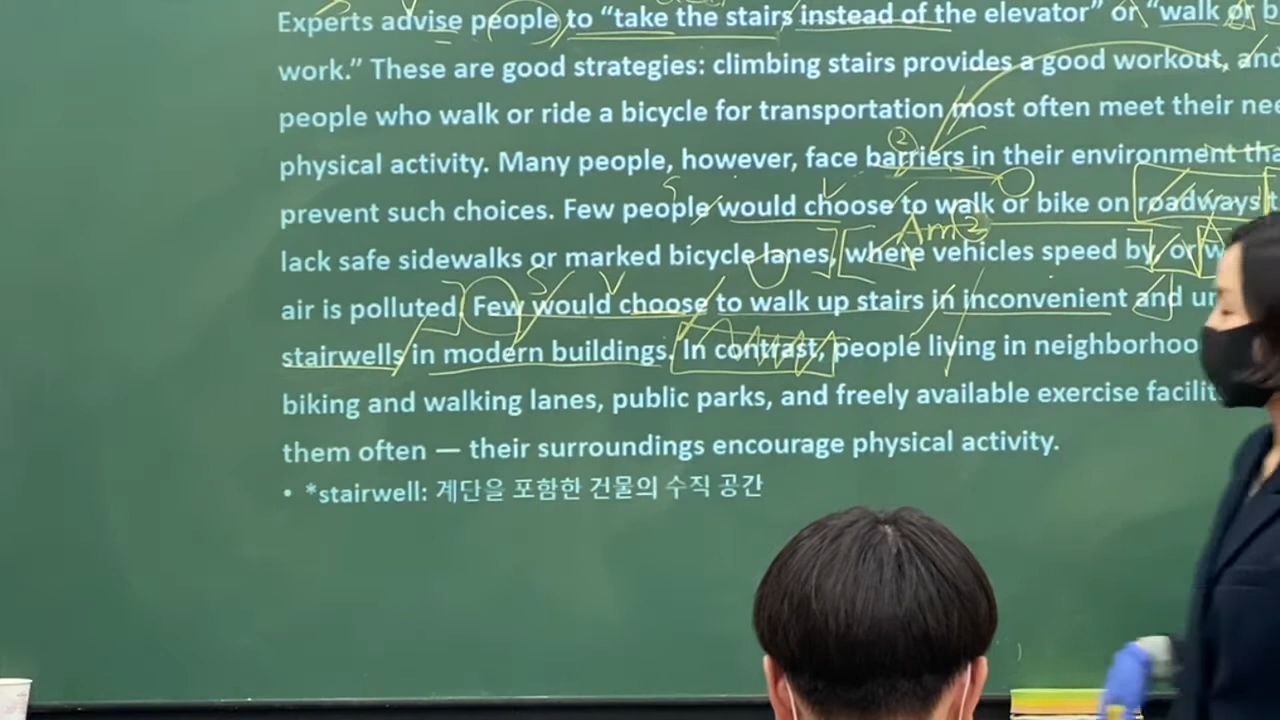 Experts advise people to “take the stairs instead of the elevator” or “walk or b
work.” These are good strategies: climbing stairs provides a good workout, and
people who walk or ride a bicycle for transportation most often meet their nee
physical activity. Many people, however, face barriers in their environment tha
prevent such choices. Few people would choose to walk or bike on roadways t
lack safe sidewalks or marked bicycle lanes, where vehicles speed by, or w
air is polluted. Few would choose to walk up stairs in inconvenient and un
stairwells in modern buildings. In contrast, people living in neighborhoo
biking and walking lanes, public parks, and freely available exercise facilit
them often — their surroundings encourage physical activity.
• *stairwell: 계단을 포함한 건물의 수직 공간